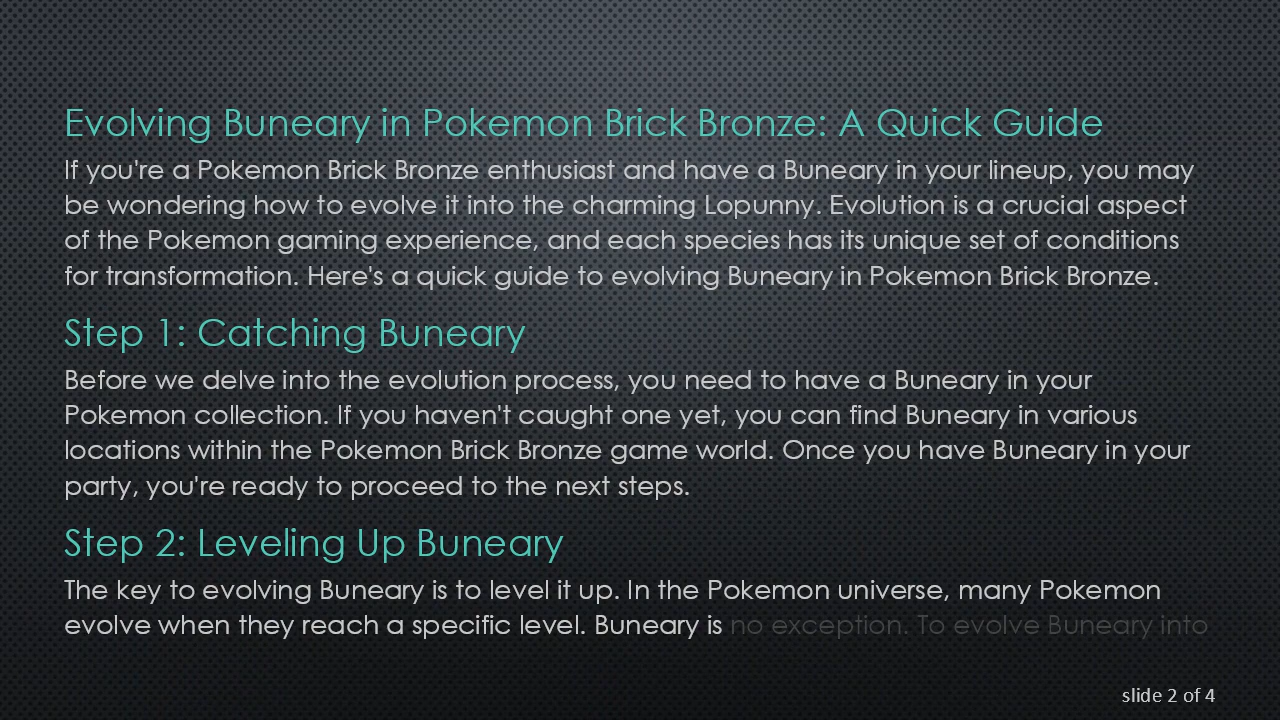 Evolving Buneary in Pokemon Brick Bronze: A Quick Guide
If you're a Pokemon Brick Bronze enthusiast and have a Buneary in your lineup, you may
be wondering how to evolve it into the charming Lopunny. Evolution is a crucial aspect
of the Pokemon gaming experience, and each species has its unique set of conditions
for transformation. Here's a quick guide to evolving Buneary in Pokemon Brick Bronze.
Step 1: Catching Buneary
Before we delve into the evolution process, you need to have a Buneary in your
Pokemon collection. If you haven't caught one yet, you can find Buneary in various
locations within the Pokemon Brick Bronze game world. Once you have Buneary in your
party, you're ready to proceed to the next steps.
Step 2: Leveling Up Buneary
The key to evolving Buneary is to level it up. In the Pokemon universe, many Pokemon
evolve when they reach a specific level. Buneary is no exception. To evolve Buneary into
slide 2 of 4